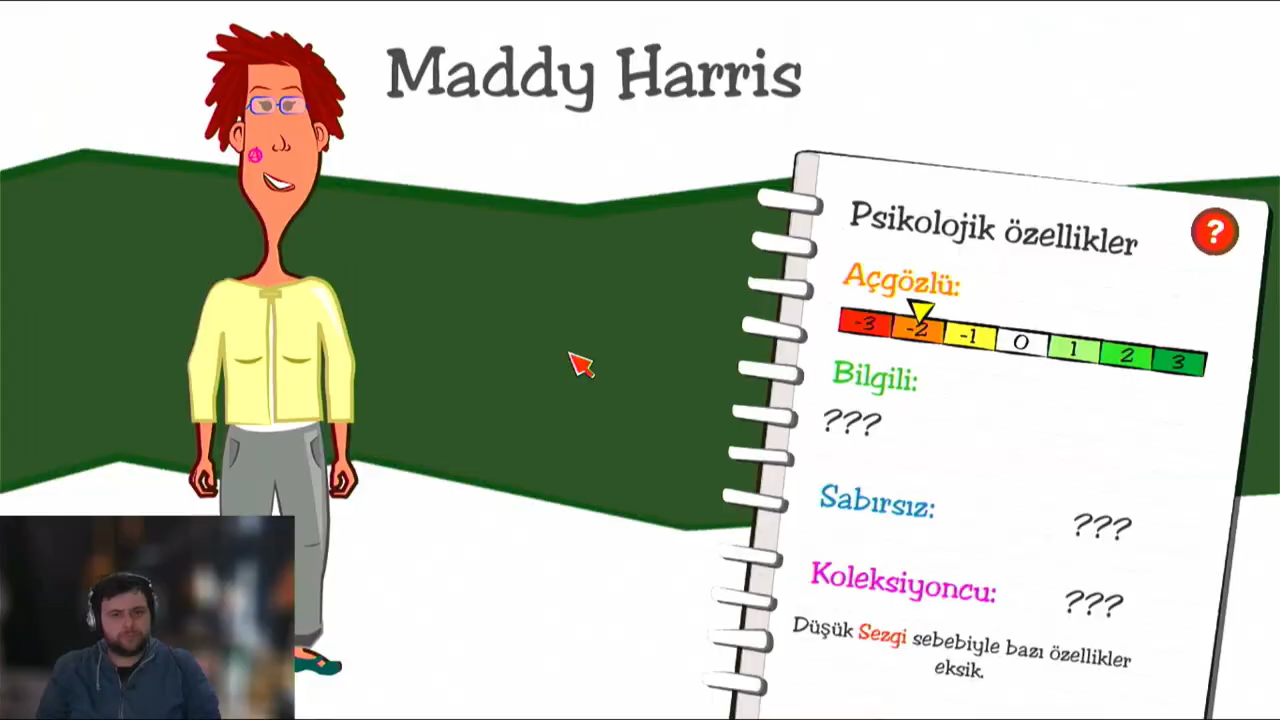 Maddy Harris
Psikolojik özellikler
?
Açgözlü:
-3 -2 -1 0 1 2 3
Bilgili:
???
Sabırsız:
???
Koleksiyoncu:
???
Düşük Sezgi sebebiyle bazı özellikler
eksik.